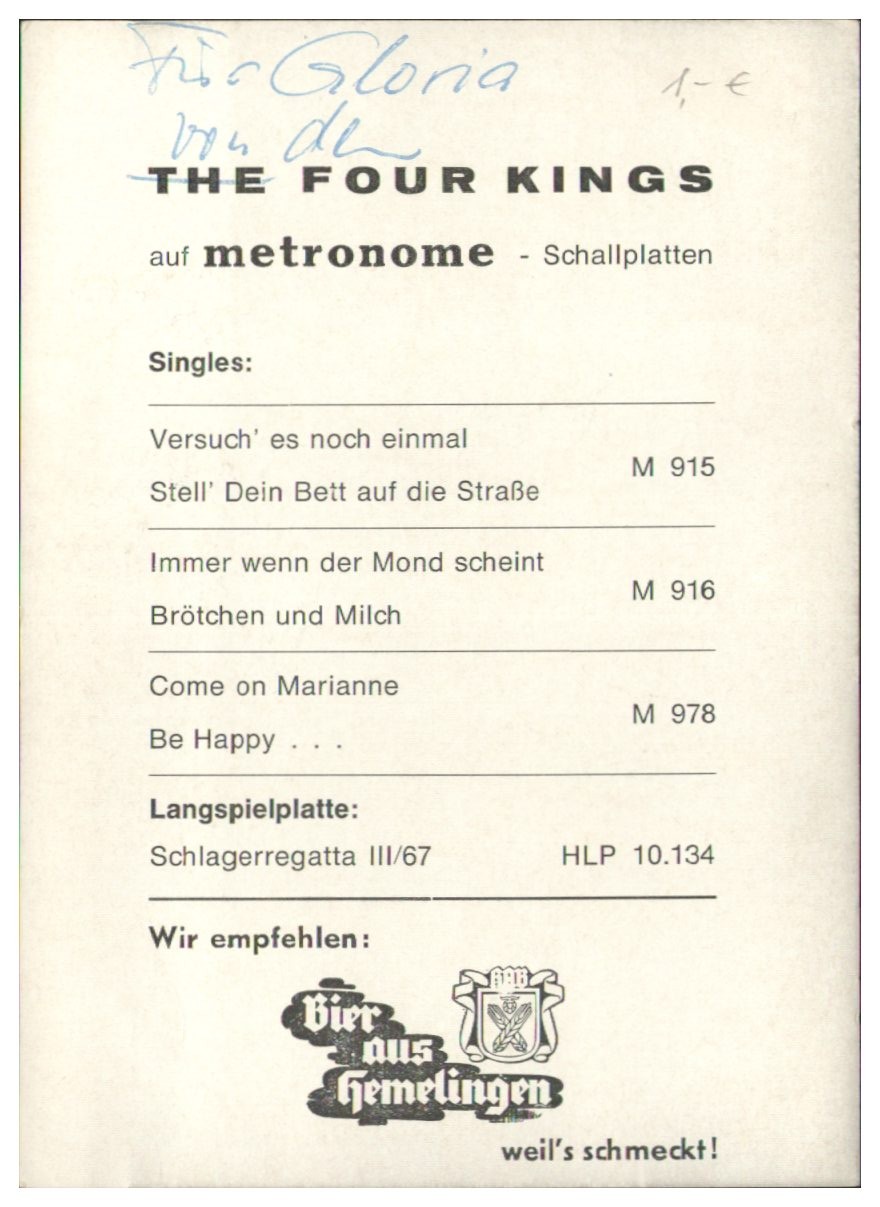 Für Gloria
1,- €
von den
THE FOUR KINGS
auf metronome - Schallplatten
Singles:
Versuch' es noch einmal
M 915
Stell' Dein Bett auf die Straße
Immer wenn der Mond scheint
M 916
Brötchen und Milch
Come on Marianne
M 978
Be Happy . . .
Langspielplatte:
Schlagerregatta III/67 HLP 10.134
Wir empfehlen:
HBB
Bier
aus
Hemelingen
weil's schmeckt!